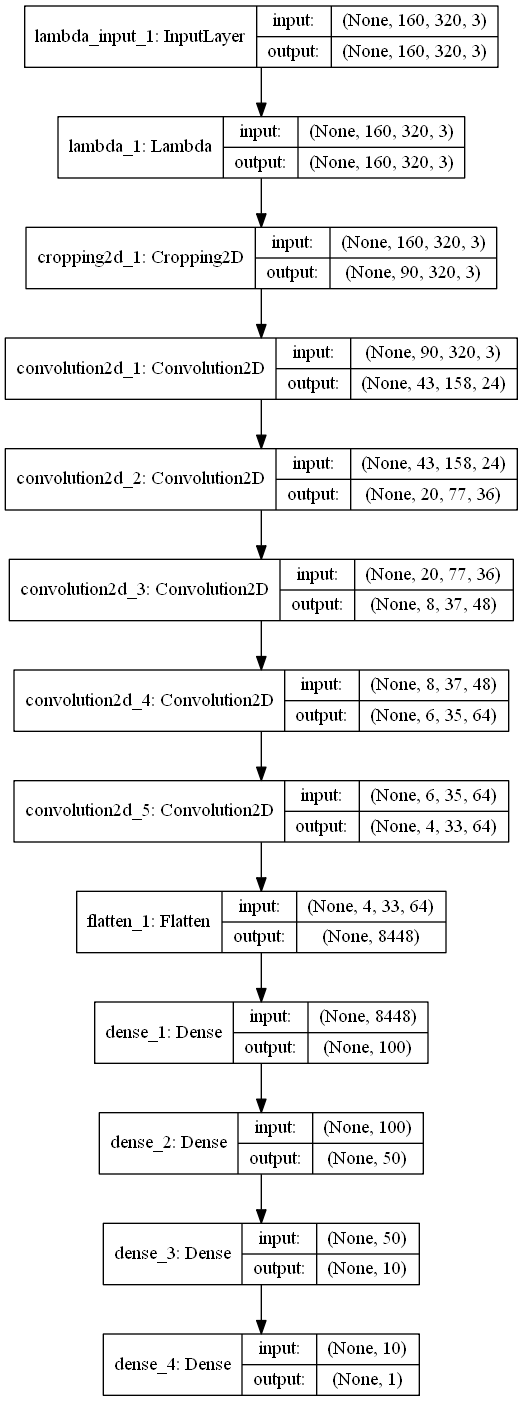 lambda_input_1: InputLayer
input:
(None, 160, 320, 3)
output:
(None, 160, 320, 3)
lambda_1: Lambda
input:
(None, 160, 320, 3)
output:
(None, 160, 320, 3)
cropping2d_1: Cropping2D
input:
(None, 160, 320, 3)
output:
(None, 90, 320, 3)
convolution2d_1: Convolution2D
input:
(None, 90, 320, 3)
output:
(None, 43, 158, 24)
convolution2d_2: Convolution2D
input:
(None, 43, 158, 24)
output:
(None, 20, 77, 36)
convolution2d_3: Convolution2D
input:
(None, 20, 77, 36)
output:
(None, 8, 37, 48)
convolution2d_4: Convolution2D
input:
(None, 8, 37, 48)
output:
(None, 6, 35, 64)
convolution2d_5: Convolution2D
input:
(None, 6, 35, 64)
output:
(None, 4, 33, 64)
flatten_1: Flatten
input:
(None, 4, 33, 64)
output:
(None, 8448)
dense_1: Dense
input:
(None, 8448)
output:
(None, 100)
dense_2: Dense
input:
(None, 100)
output:
(None, 50)
dense_3: Dense
input:
(None, 50)
output:
(None, 10)
dense_4: Dense
input:
(None, 10)
output:
(None, 1)